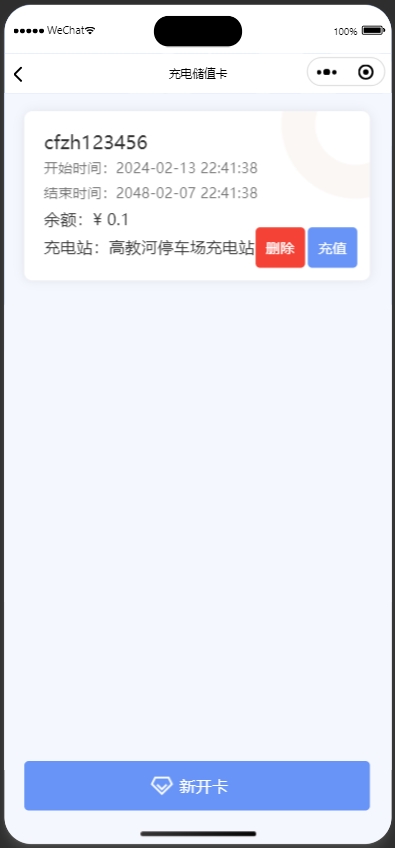 WeChat 100%
充电储值卡
cfzh123456
开始时间：2024-02-13 22:41:38
结束时间：2048-02-07 22:41:38
余额：¥ 0.1
充电站：高教河停车场充电站 删除 充值
新开卡